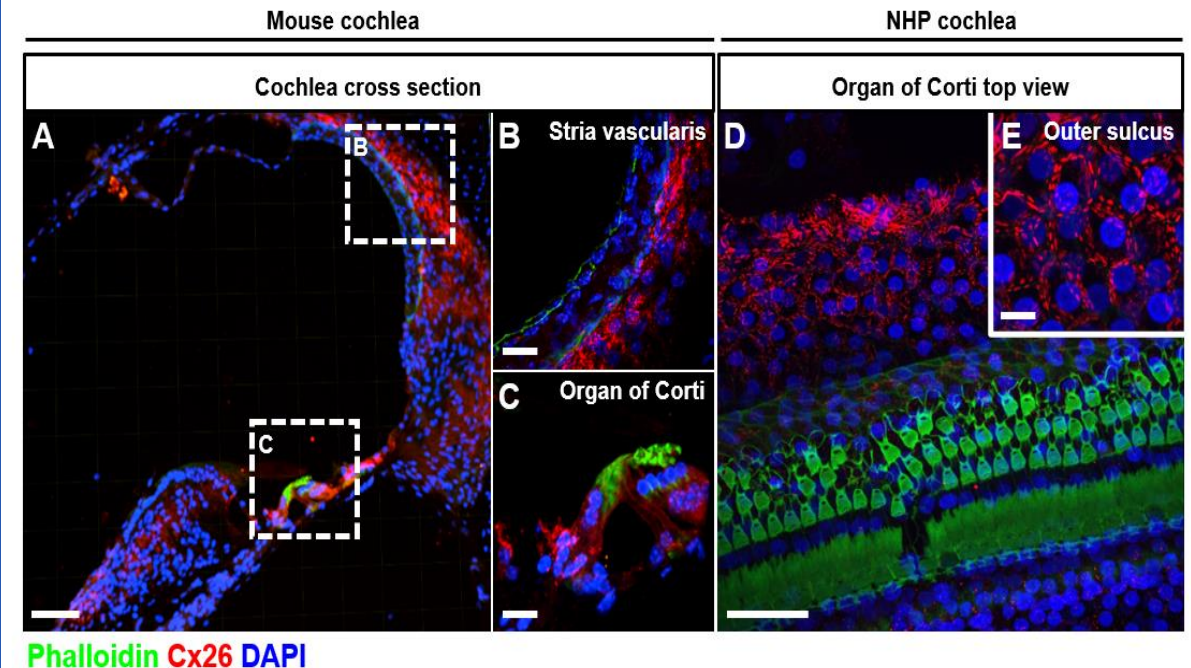 Mouse cochlea
NHP cochlea
Cochlea cross section
Organ of Corti top view
A
B
C
B Stria vascularis
C Organ of Corti
D
E Outer sulcus
Phalloidin Cx26 DAPI